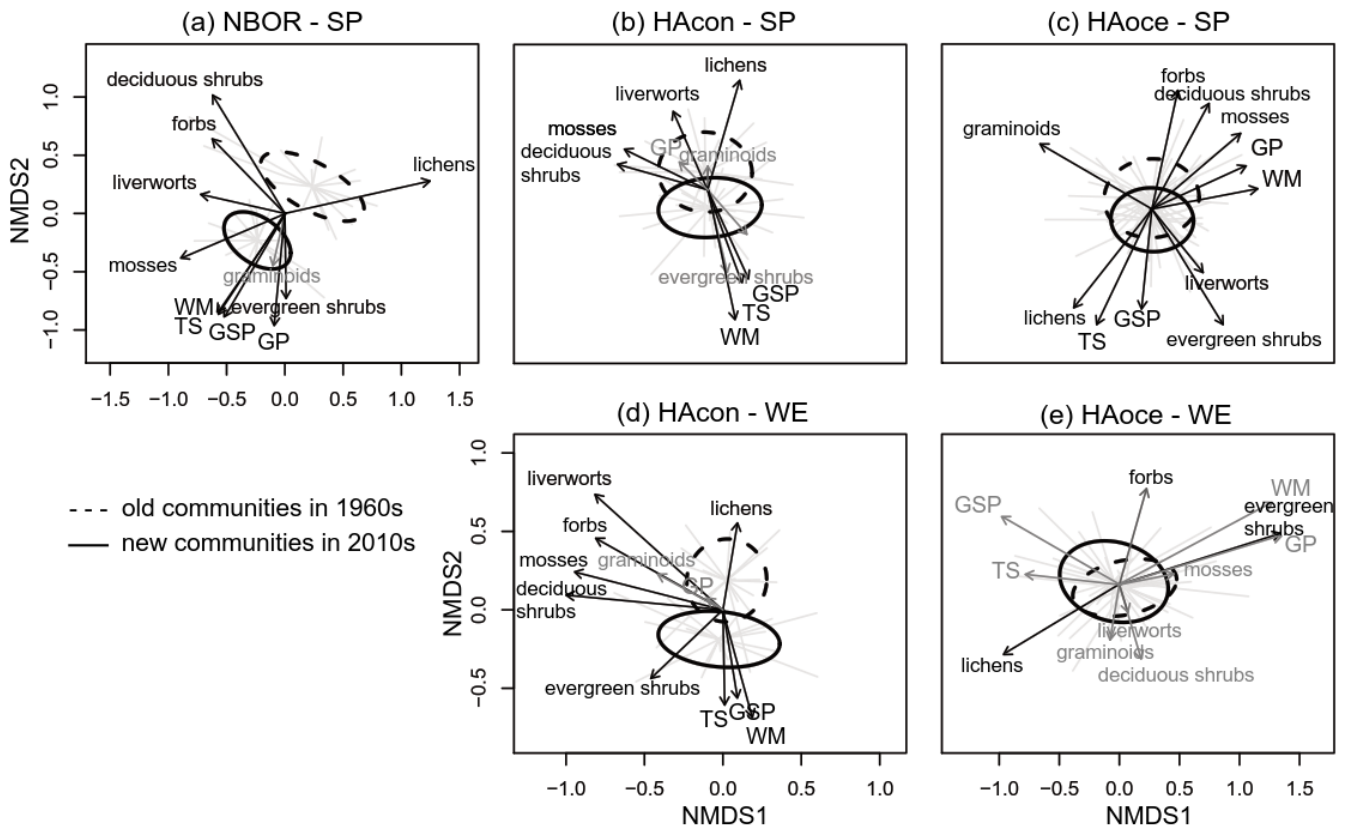 (a) NBOR - SP
(b) HAcon - SP
(c) HAoce - SP
NMDS2
1.0
0.5
0.0
−0.5
−1.0
deciduous shrubs
forbs
liverworts
lichens
mosses
graminoids
WM
evergreen shrubs
TS
GSP
GP
−1.5
−1.0
−0.5
0.0
0.5
1.0
1.5
lichens
liverworts
mosses
GP
graminoids
deciduous
shrubs
evergreen shrubs
GSP
TS
WM
forbs
deciduous shrubs
mosses
graminoids
GP
WM
liverworts
lichens
GSP
TS
evergreen shrubs
old communities in 1960s
new communities in 2010s
(d) HAcon - WE
(e) HAoce - WE
NMDS2
1.0
0.5
0.0
−0.5
liverworts
lichens
forbs
mosses
graminoids
GP
deciduous
shrubs
evergreen shrubs
TS
GSP
WM
−1.0
−0.5
0.0
0.5
1.0
NMDS1
forbs
WM
GSP
evergreen
shrubs
GP
TS
mosses
liverworts
graminoids
lichens
deciduous shrubs
−1.0
−0.5
0.0
0.5
1.0
1.5
NMDS1